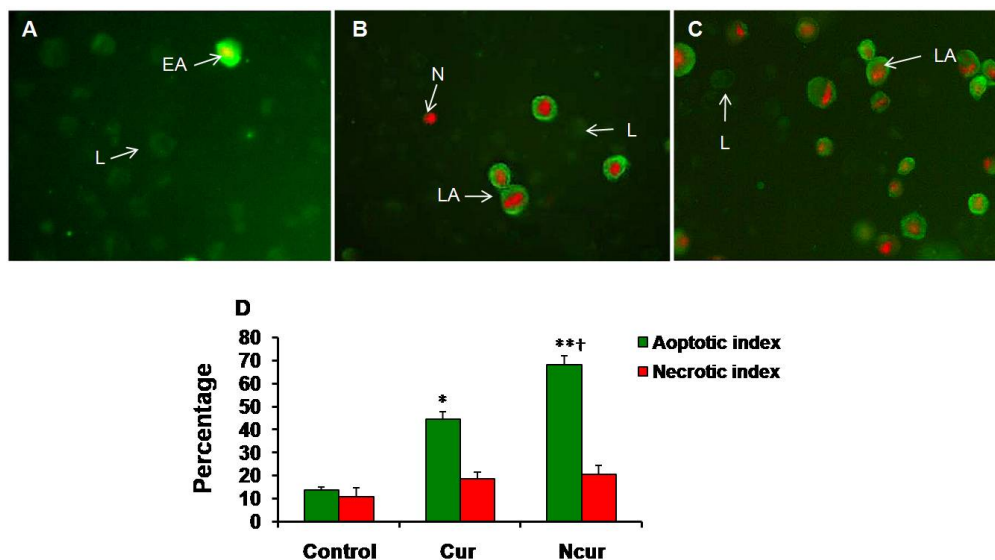 A
EA
L
B
N
L
LA
C
LA
L
D
80
70
60
50
40
30
20
10
0
Percentage
*
**†
Aoptotic index
Necrotic index
Control Cur Ncur